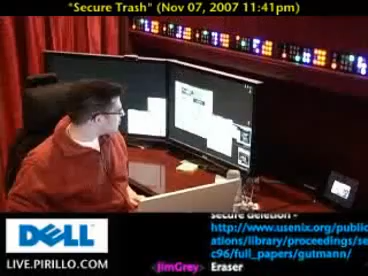 "Secure Trash" (Nov 07, 2007 11:41pm)
DELL
LIVE.PIRILLO.COM
secure deletion -
http://www.usenix.org/public
ations/library/proceedings/se
c96/full_papers/gutmann/
<JimGrey> Eraser